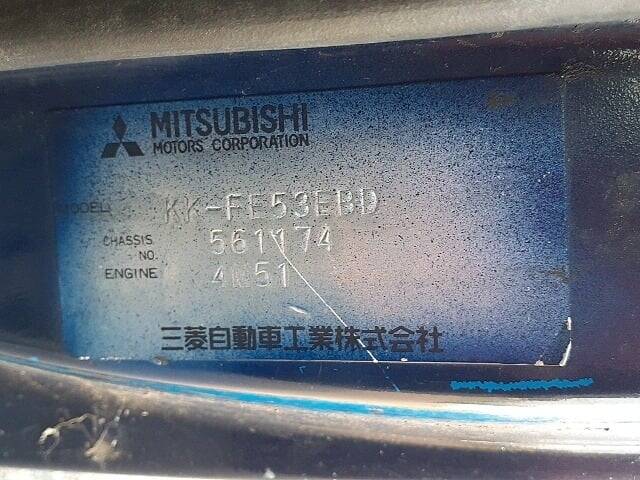 MITSUBISHI
MOTORS CORPORATION
MODEL KK-FE53EBD
CHASSIS NO. 561174
ENGINE 4M51
三菱自動車工業株式会社